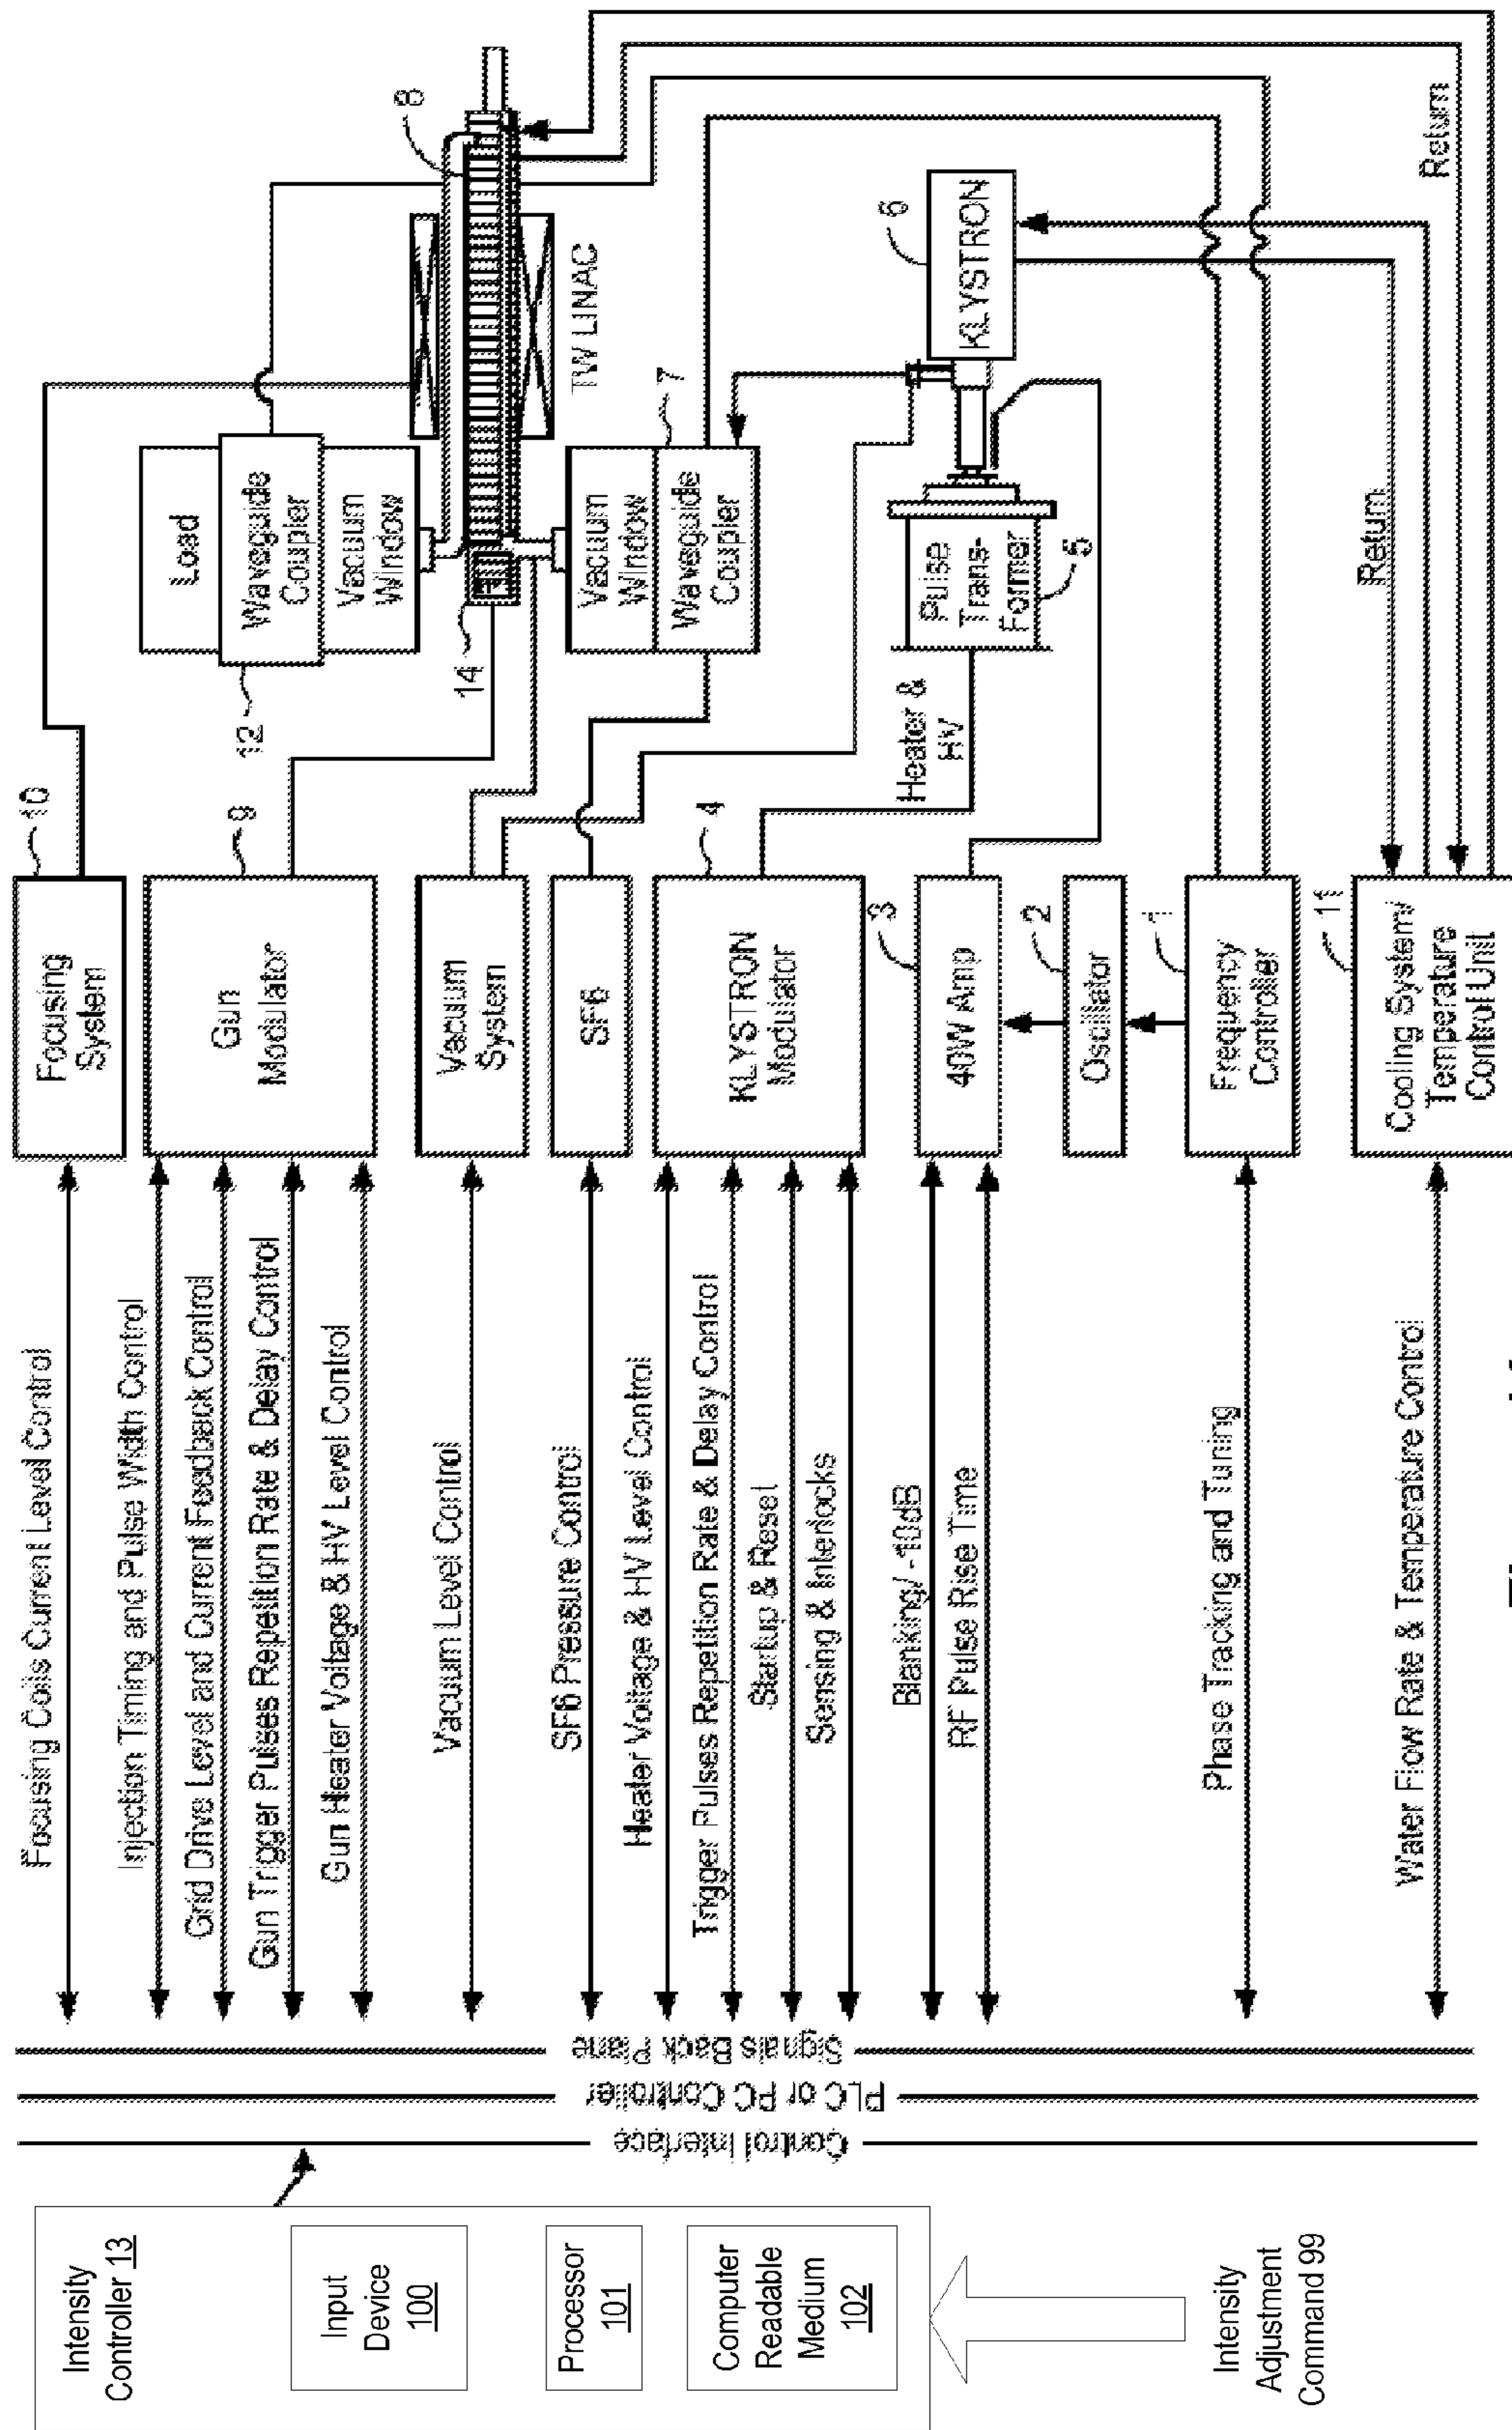 Focusing Coils Current Level Control
Injection Timing and Pulse Width Control
Grid Drive Level and Current Feedback Control
Gun Trigger Pulses Repetition Rate & Delay Control
Gun Heater Voltage & HV Level Control
Vacuum Level Control
SF6 Pressure Control
Heater Voltage & HV Level Control
Trigger Pulses Repetition Rate & Delay Control
Startup & Reset
Sensing & Interlocks
Blanking/ -10dB
RF Pulse Rise Time
Phase Tracking and Tuning
Water Flow Rate & Temperature Control
Control Interface
PLC or PC Controller
Signals Back Plane
Intensity
Controller 13
Input
Device
100
Processor
101
Computer
Readable
Medium
102
Intensity
Adjustment
Command 99
10
Focusing
System
9
Gun
Modulator
Vacuum
System
SF6
4
KLYSTRON
Modulator
3
40W Amp
2
Oscillator
1
Frequency
Controller
11
Cooling System/
Temperature
Control Unit
Load
Waveguide
Coupler
Vacuum
Window
12
14
8
TW LINAC
7
Vacuum
Window
Waveguide
Coupler
6
KLYSTRON
Pulse
Trans-
Former
5
Heater &
HV
Return
Return